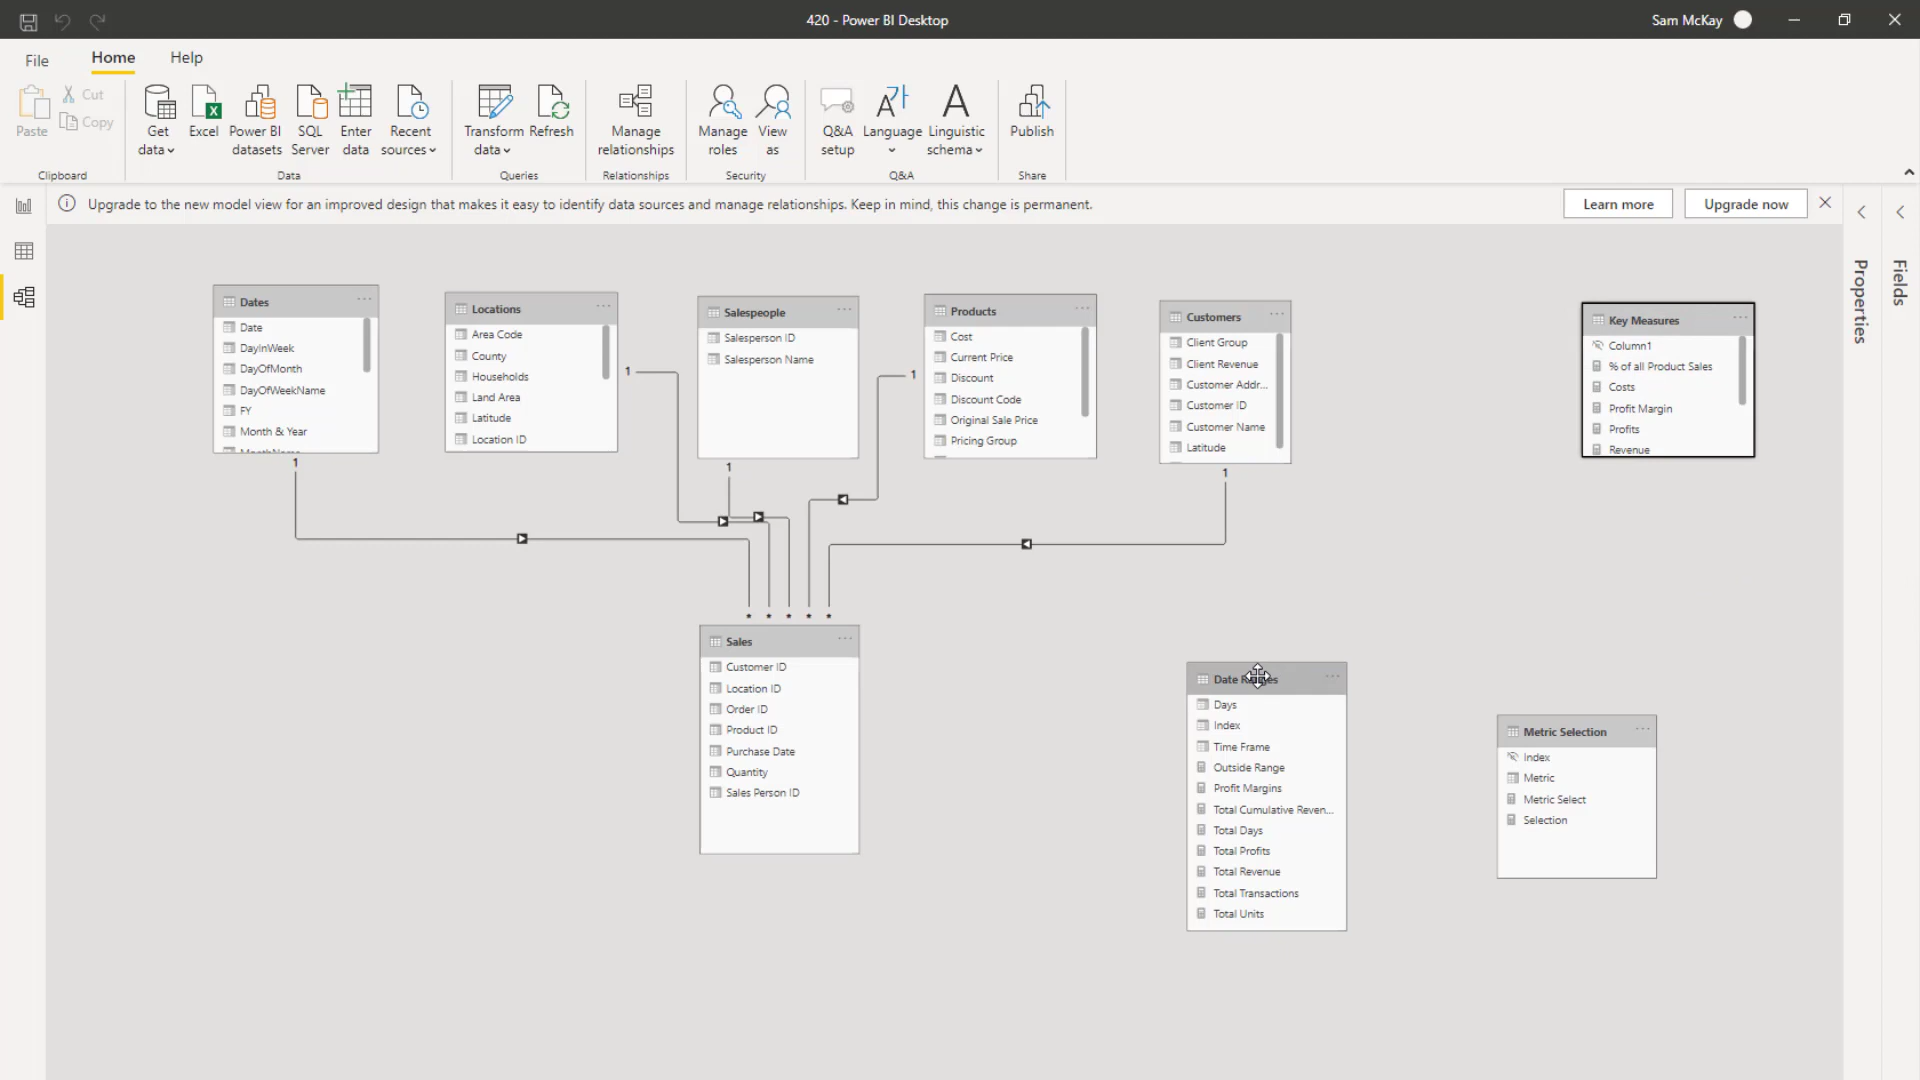 420 - Power BI Desktop
Sam McKay
File
Home
Help
Paste
Cut
Copy
Clipboard
Get data
Excel
Power BI datasets
SQL Server
Enter data
Recent sources
Data
Transform data
Refresh
Queries
Manage relationships
Relationships
Manage roles
View as
Security
Q&A setup
Language
Linguistic schema
Q&A
Publish
Share
Upgrade to the new model view for an improved design that makes it easy to identify data sources and manage relationships. Keep in mind, this change is permanent.
Learn more
Upgrade now
Properties
Fields
Dates
Date
DayInWeek
DayOfMonth
DayOfWeekName
FY
Month & Year
Locations
Area Code
County
Households
Land Area
Latitude
Location ID
Salespeople
Salesperson ID
Salesperson Name
Products
Cost
Current Price
Discount
Discount Code
Original Sale Price
Pricing Group
Customers
Client Group
Client Revenue
Customer Addr...
Customer ID
Customer Name
Latitude
Key Measures
Column1
% of all Product Sales
Costs
Profit Margin
Profits
Revenue
1
1
1
1
1
* * * * *
Sales
Customer ID
Location ID
Order ID
Product ID
Purchase Date
Quantity
Sales Person ID
Date Ranges
Days
Index
Time Frame
Outside Range
Profit Margins
Total Cumulative Reven...
Total Days
Total Profits
Total Revenue
Total Transactions
Total Units
Metric Selection
Index
Metric
Metric Select
Selection